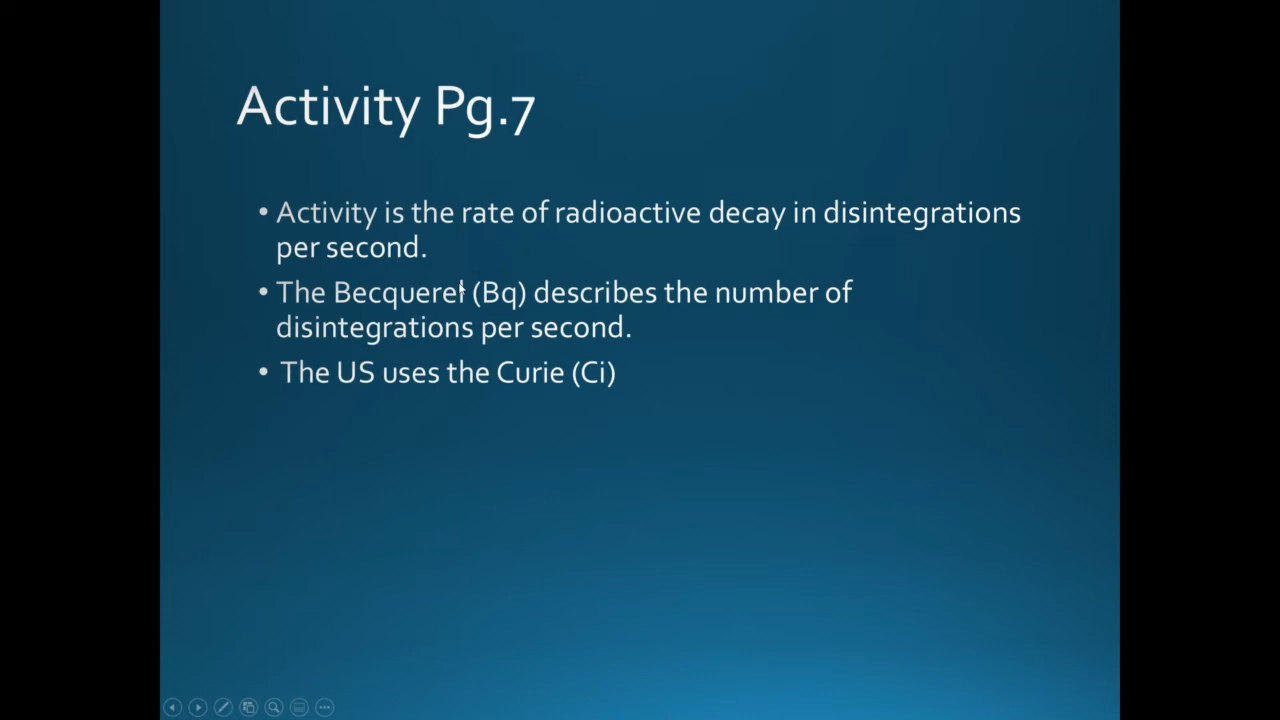 Activity Pg.7
• Activity is the rate of radioactive decay in disintegrations
per second.
• The Becquerel (Bq) describes the number of
disintegrations per second.
• The US uses the Curie (Ci)